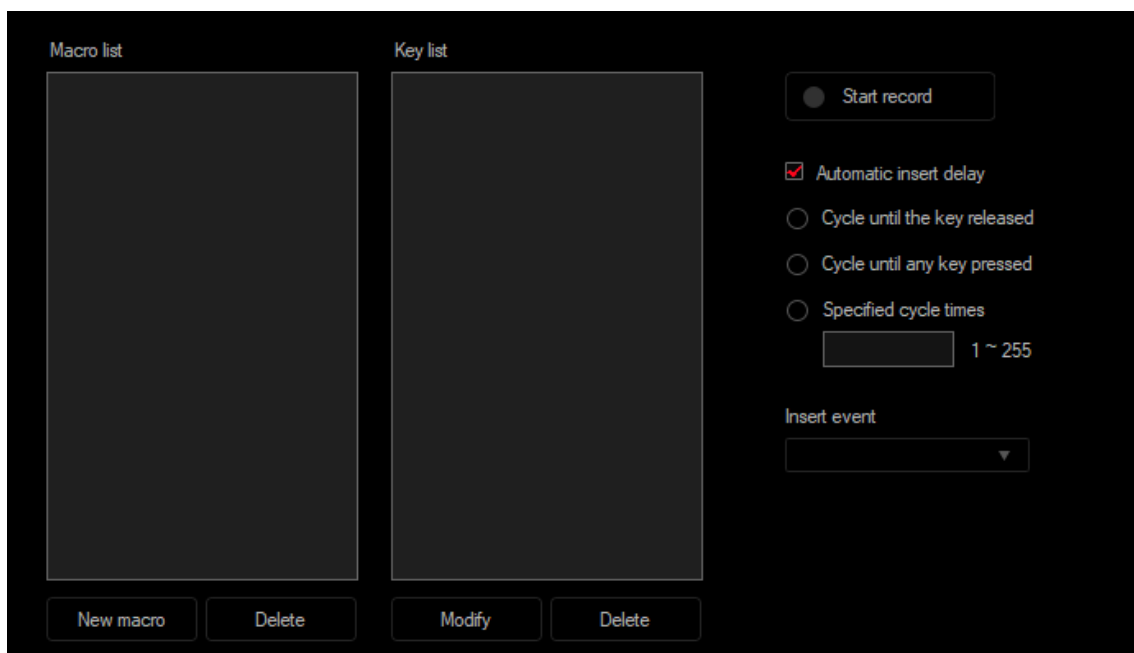 Macro list
Key list
Start record
Automatic insert delay
Cycle until the key released
Cycle until any key pressed
Specified cycle times
1 ~ 255
Insert event
New macro
Delete
Modify
Delete